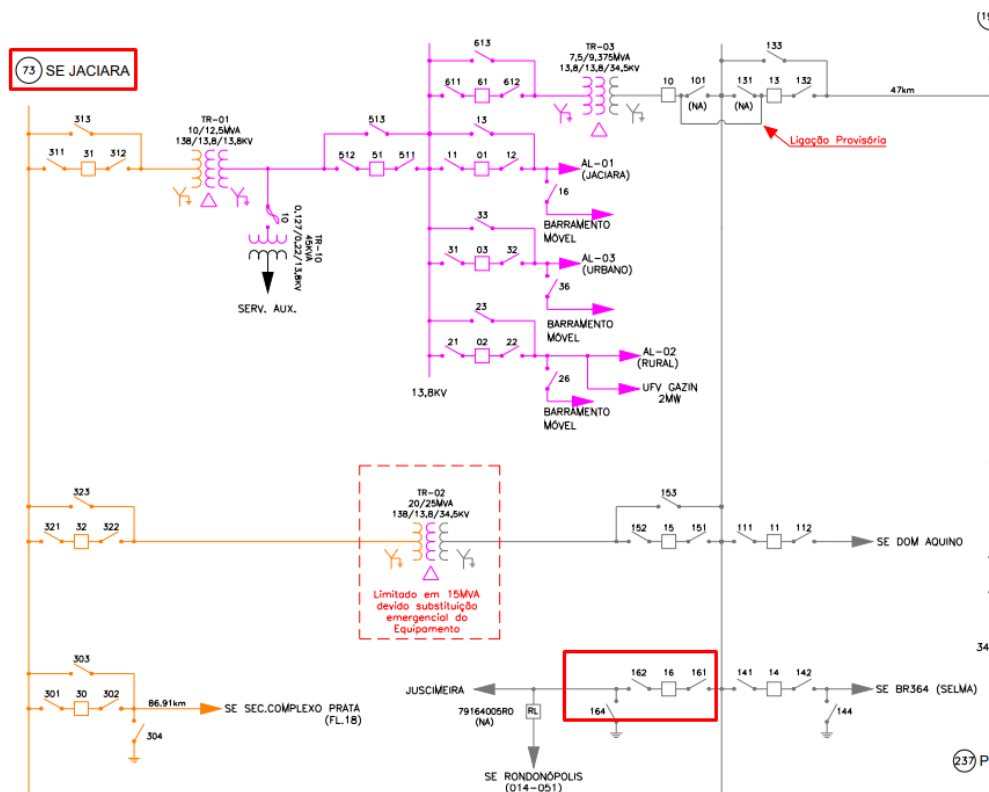 73 SE JACIARA
313
311 31 312
TR-01
10/12,5MVA
138/13,8/13,8KV
10
TR-10
45KVA
0,127/0,22/13,8KV
SERV. AUX.
513
512 51 511
613
611 61 612
TR-03
7,5/9,375MVA
13,8/13,8/34,5KV
10 101
(NA)
131 13 132
(NA)
133
47km
Ligação Provisória
13
11 01 12
AL-01
(JACIARA)
16
BARRAMENTO
MÓVEL
33
31 03 32
AL-03
(URBANO)
36
BARRAMENTO
MÓVEL
23
21 02 22
AL-02
(RURAL)
26
UFV GAZIN
2MW
BARRAMENTO
MÓVEL
13,8KV
323
321 32 322
TR-02
20/25MVA
138/13,8/34,5KV
Limitado em 15MVA
devido substituição
emergencial do
Equipamento
153
152 15 151
111 11 112
SE DOM AQUINO
303
301 30 302
86.91km
SE SEC.COMPLEXO PRATA
(FL.18)
304
JUSCIMEIRA
79164005RO
(NA)
RL
SE RONDONÓPOLIS
(014-051)
162 16 161
164
141 14 142
SE BR364 (SELMA)
144
34
237 P